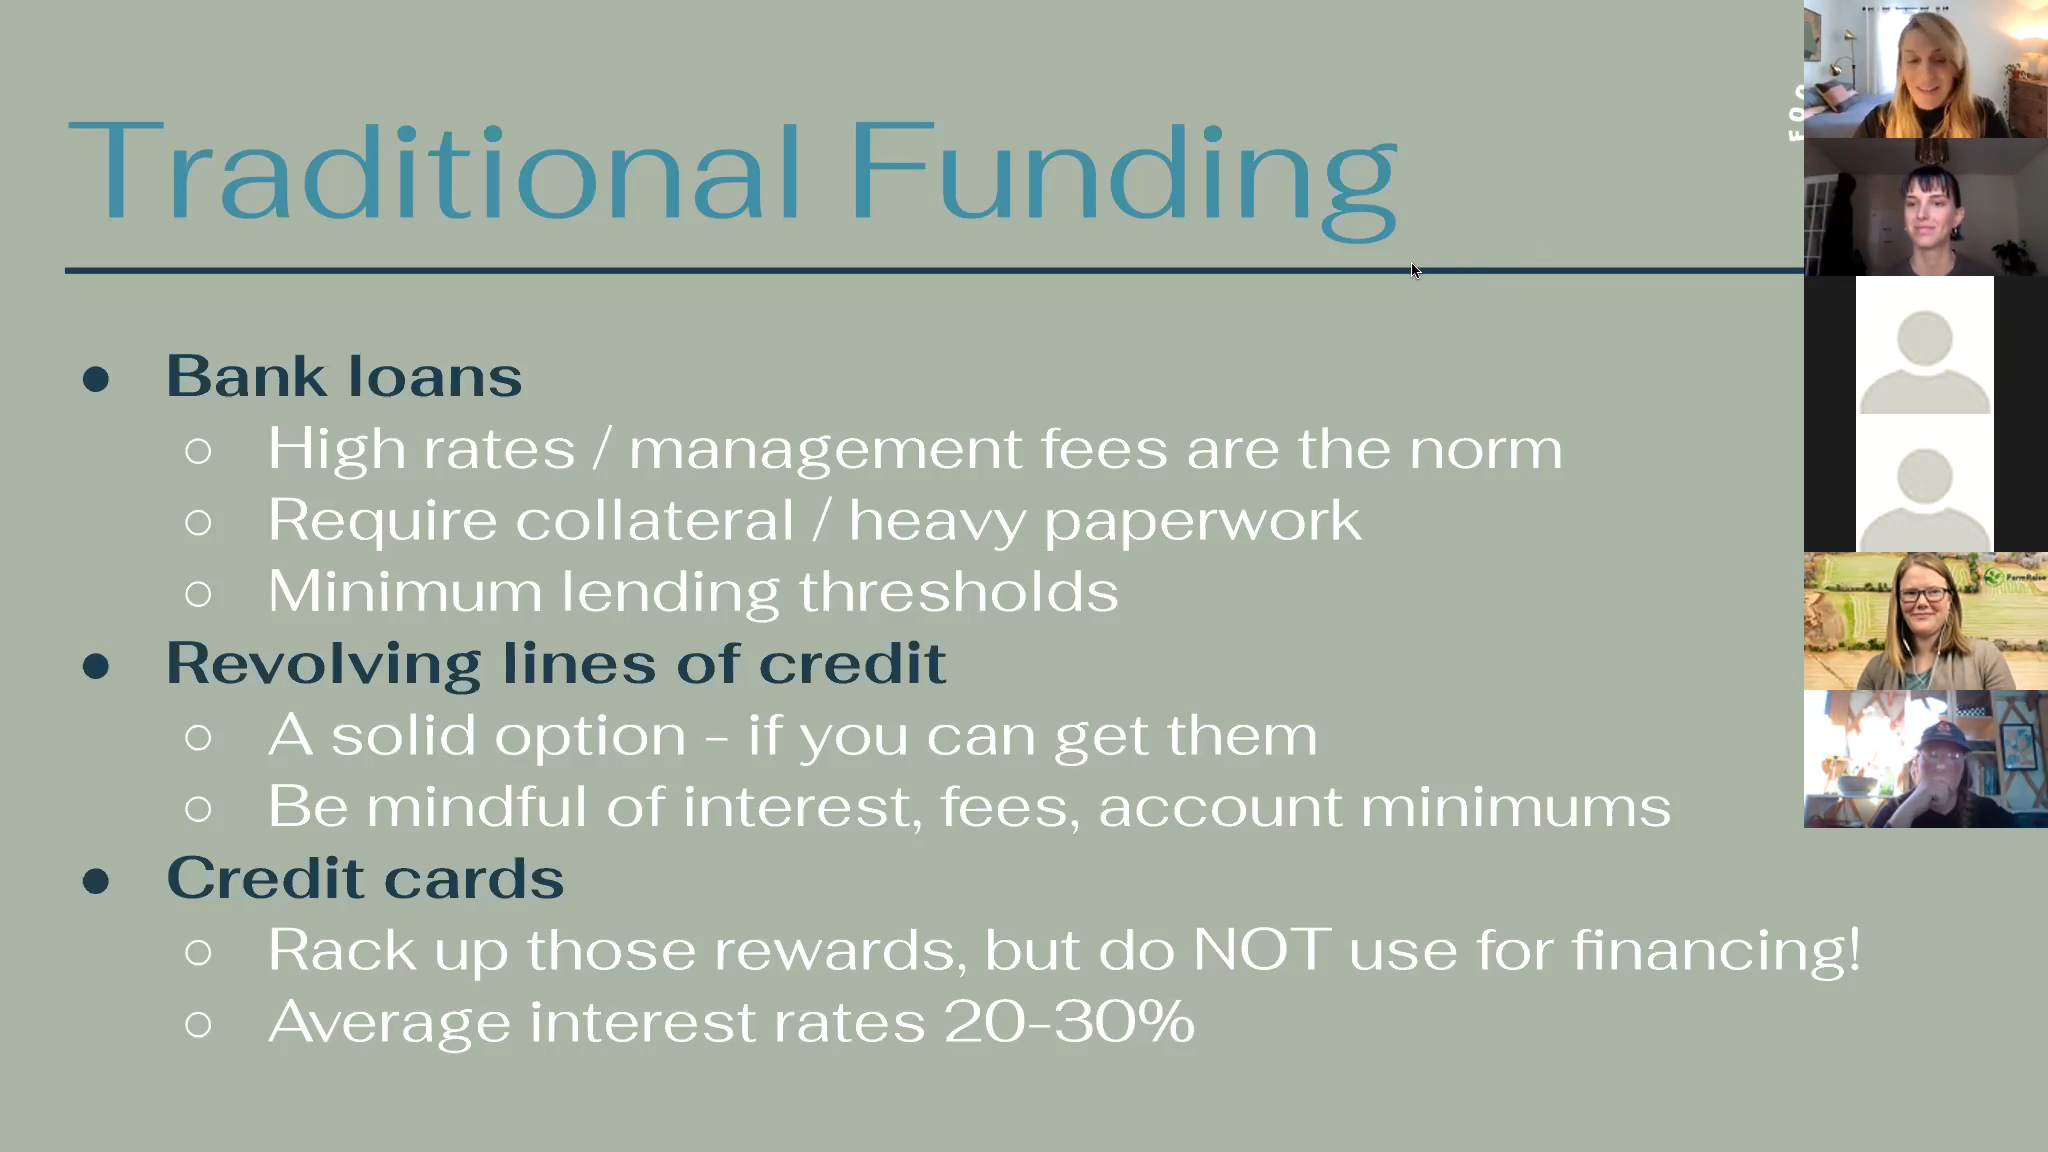 Traditional Funding
● Bank loans
○ High rates / management fees are the norm
○ Require collateral / heavy paperwork
○ Minimum lending thresholds
● Revolving lines of credit
○ A solid option - if you can get them
○ Be mindful of interest, fees, account minimums
● Credit cards
○ Rack up those rewards, but do NOT use for financing!
○ Average interest rates 20-30%
FarmRaise